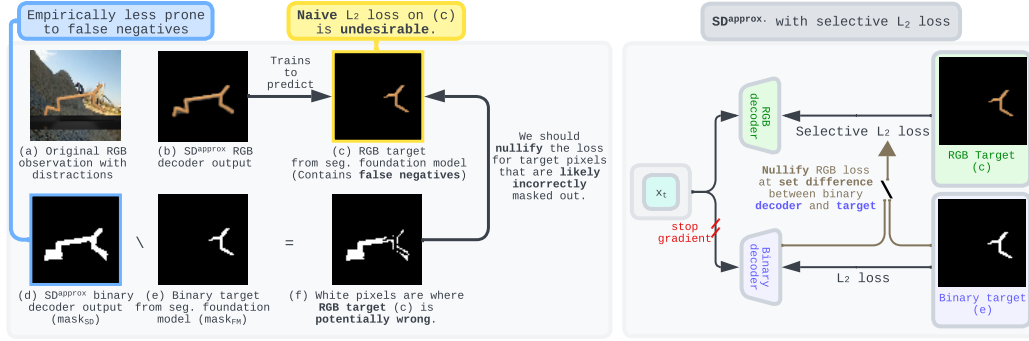 Empirically less prone
to false negatives
Naive L₂ loss on (c)
is undesirable.
Trains
to
predict
(a) Original RGB
observation with
distractions
(b) SDᵃᵖᵖʳᵒˣ RGB
decoder output
(c) RGB target
from seg. foundation model
(Contains false negatives)
We should
nullify the loss
for target pixels
that are likely
incorrectly
masked out.
\
=
(d) SDᵃᵖᵖʳᵒˣ binary
decoder output
(mask_SD)
(e) Binary target
from seg. foundation
model (mask_FM)
(f) White pixels are where
RGB target (c) is
potentially wrong.
SDᵃᵖᵖʳᵒˣ· with selective L₂ loss
RGB
decoder
Selective L₂ loss
RGB Target
(c)
Nullify RGB loss
at set difference
between binary
decoder and target
\
xₜ
stop
gradient
Binary
decoder
L₂ loss
Binary target
(e)